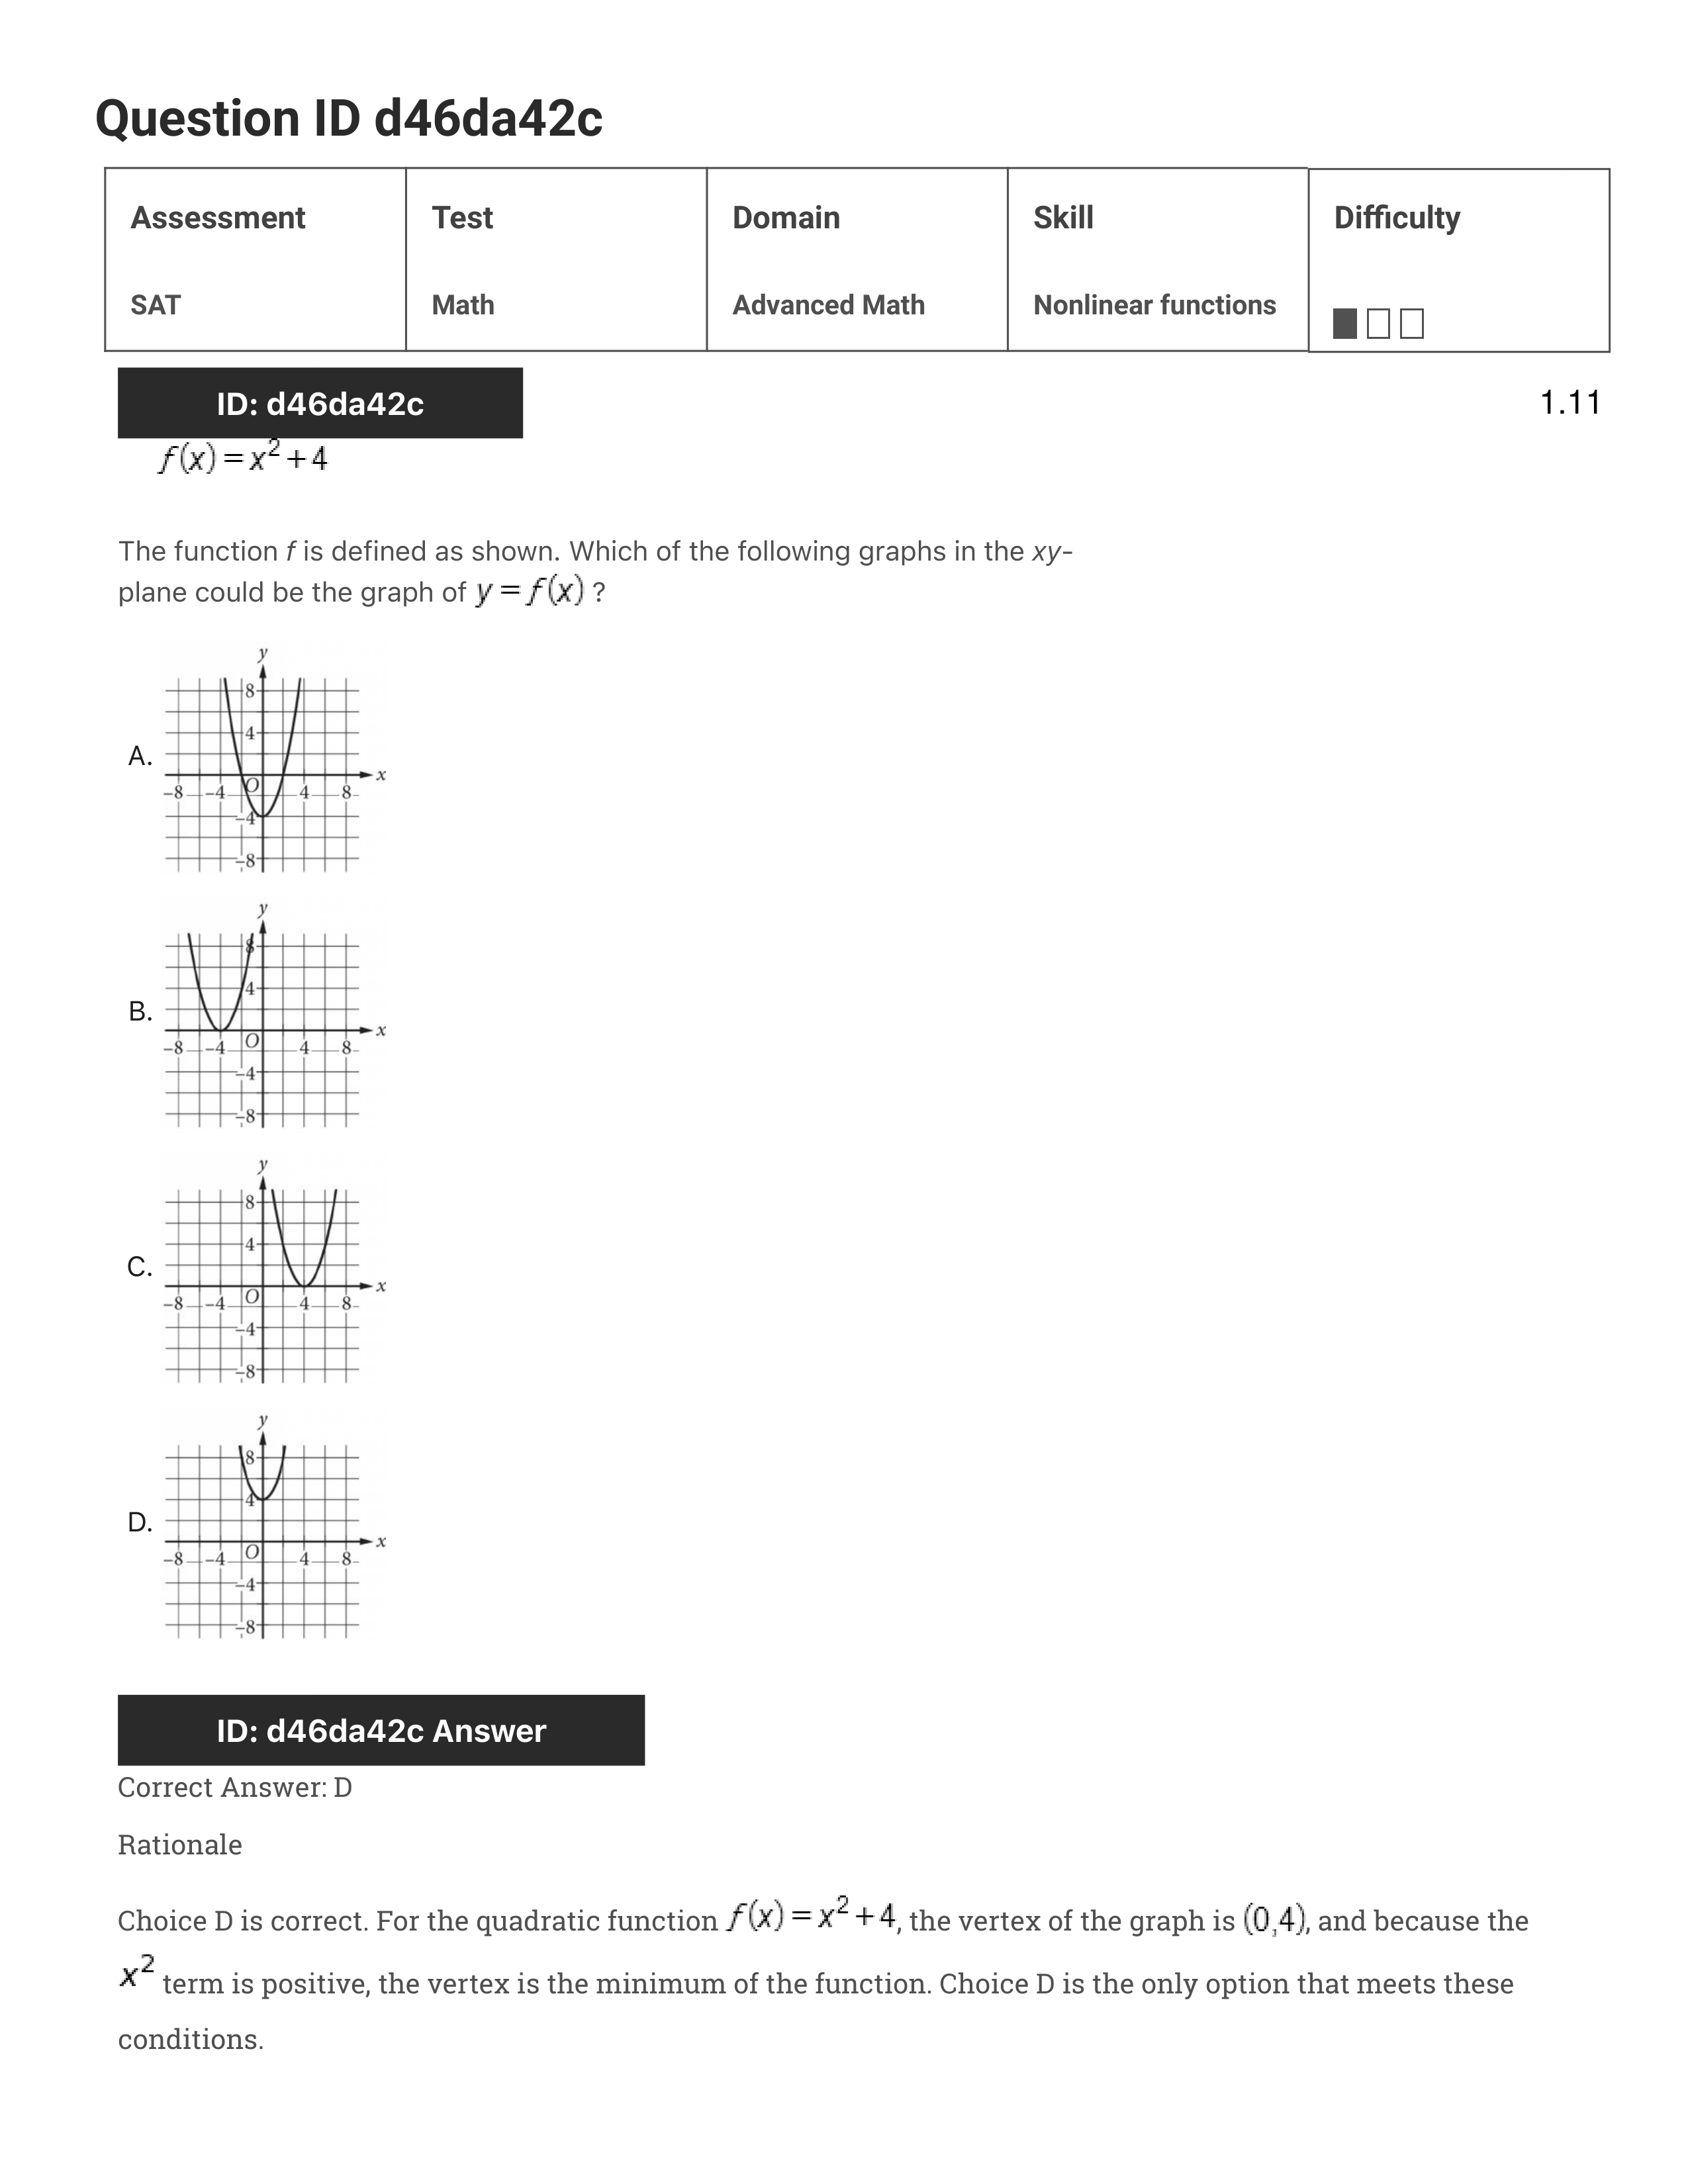 Question ID d46da42c
Assessment Test Domain Skill Difficulty
SAT Math Advanced Math Nonlinear functions
ID: d46da42c
1.11
f(x)=x²+4
The function f is defined as shown. Which of the following graphs in the xy-
plane could be the graph of y=f(x) ?
A.
y
8
4
O
x
-8 -4 4 8
-4
-8
B.
y
8
4
x
O
-8 -4 4 8
-4
-8
C.
y
8
4
x
O
-8 -4 4 8
-4
-8
D.
y
8
4
x
O
-8 -4 4 8
-4
-8
ID: d46da42c Answer
Correct Answer: D
Rationale
Choice D is correct. For the quadratic function f(x)=x²+4, the vertex of the graph is (0,4), and because the
x² term is positive, the vertex is the minimum of the function. Choice D is the only option that meets these
conditions.